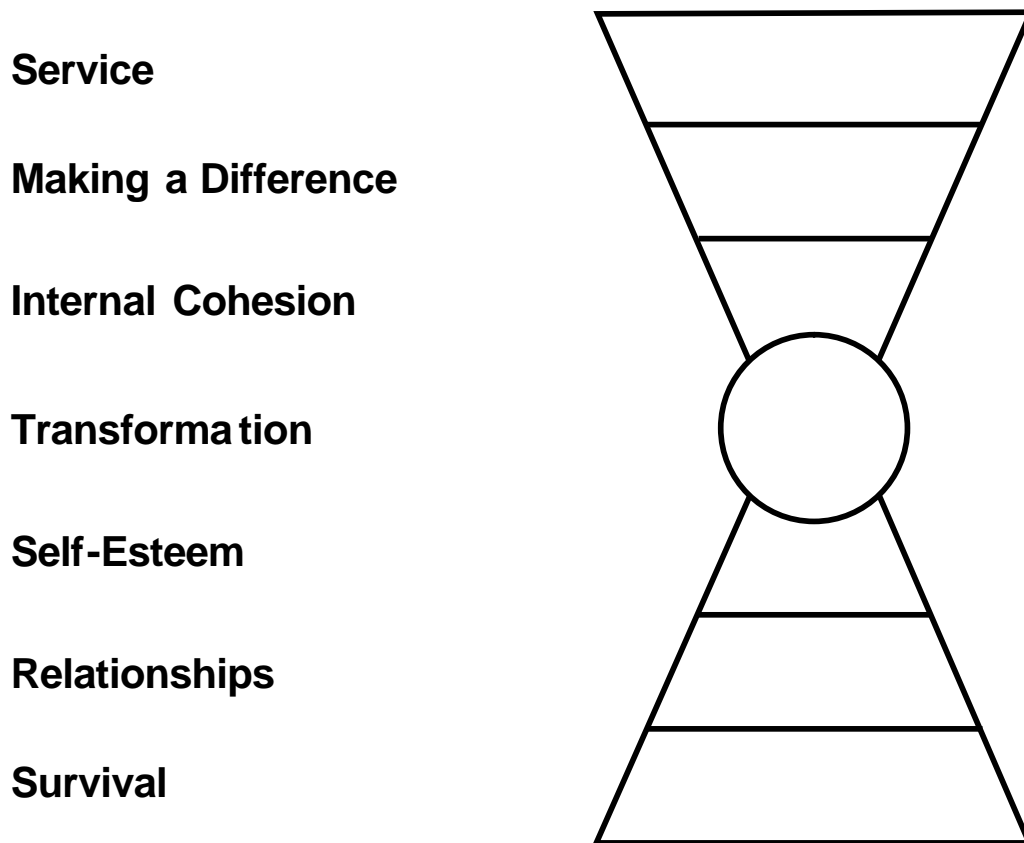 Service
Making a Difference
Internal Cohesion
Transformation
Self-Esteem
Relationships
Survival